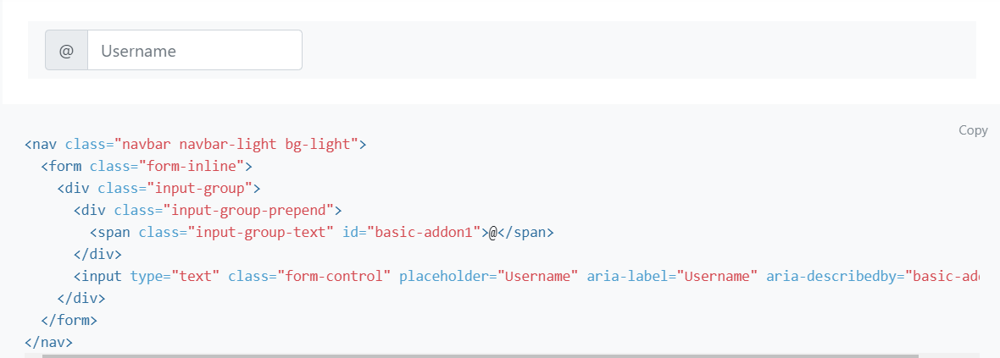 @ Username
Copy
<nav class="navbar navbar-light bg-light">
  <form class="form-inline">
    <div class="input-group">
      <div class="input-group-prepend">
        <span class="input-group-text" id="basic-addon1">@</span>
      </div>
      <input type="text" class="form-control" placeholder="Username" aria-label="Username" aria-describedby="basic-ad
    </div>
  </form>
</nav>